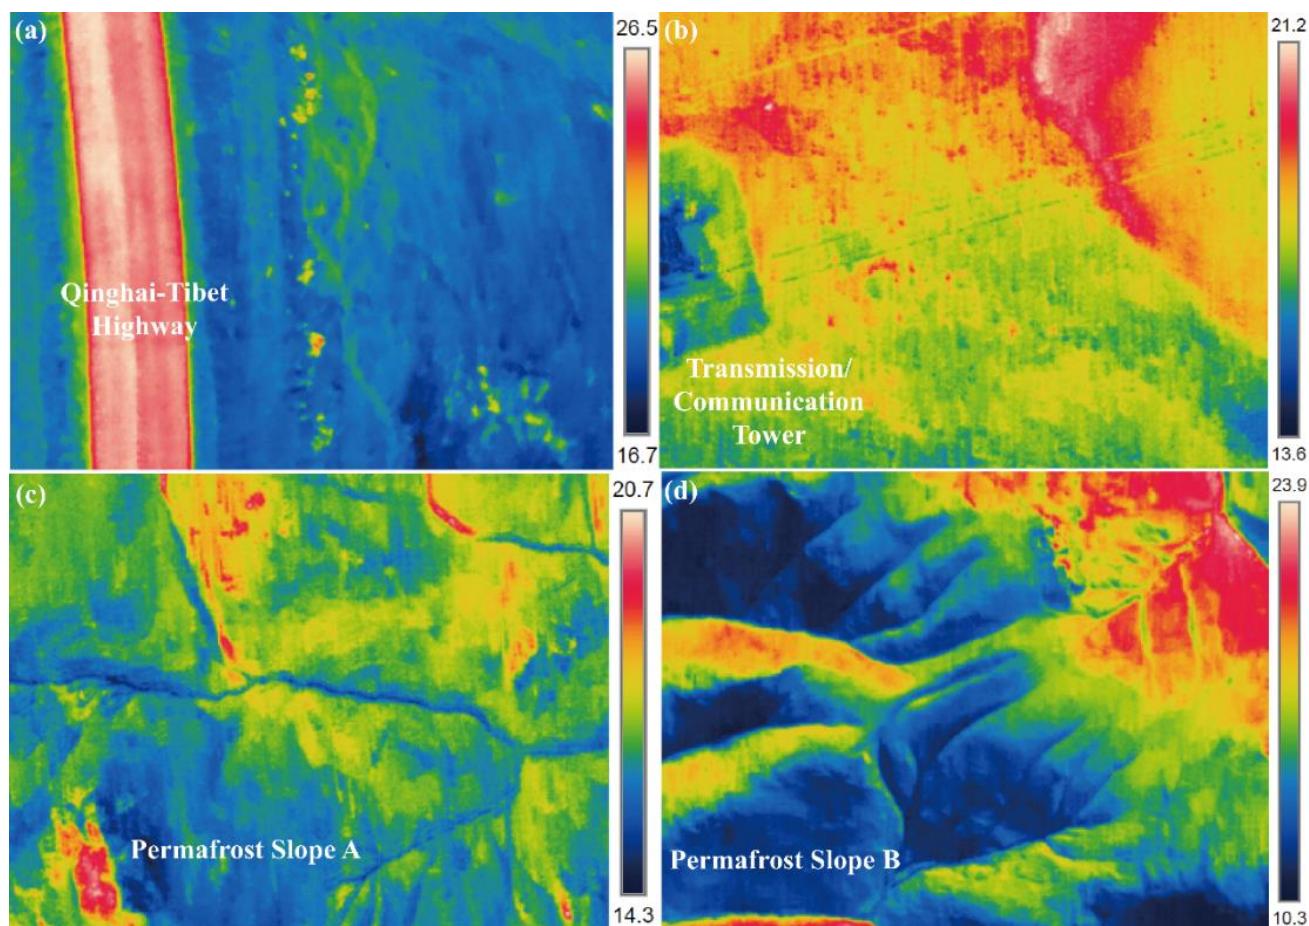 (a)
26.5
Qinghai-Tibet
Highway
16.7
(b)
21.2
Transmission/
Communication
Tower
13.6
(c)
20.7
Permafrost Slope A
14.3
(d)
23.9
Permafrost Slope B
10.3